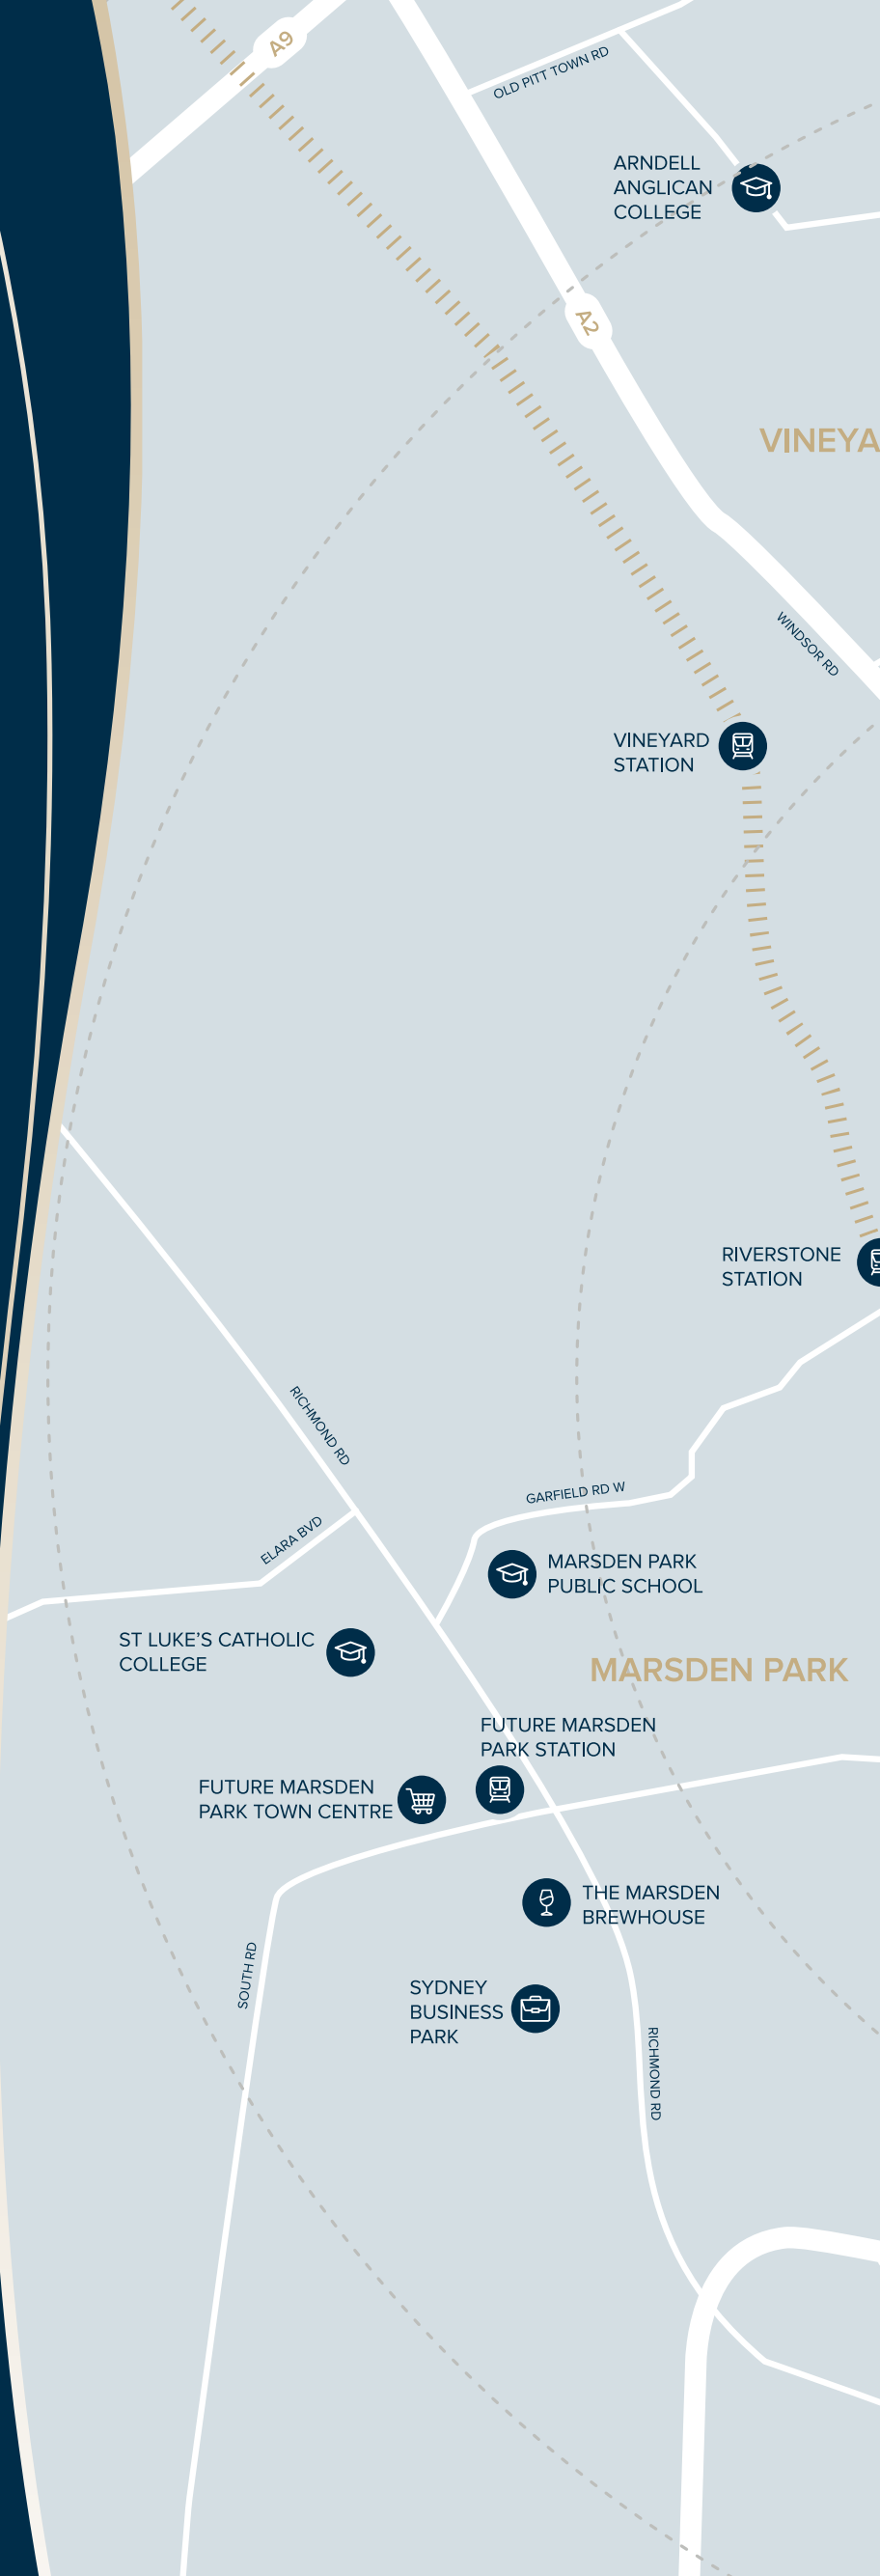 A9
OLD PITT TOWN RD
ARNDELL
ANGLICAN
COLLEGE
A2
VINEYA
WINDSOR RD
VINEYARD
STATION
RIVERSTONE
STATION
RICHMOND RD
GARFIELD RD W
ELARA BVD
MARSDEN PARK
PUBLIC SCHOOL
ST LUKE'S CATHOLIC
COLLEGE
MARSDEN PARK
FUTURE MARSDEN
PARK STATION
FUTURE MARSDEN
PARK TOWN CENTRE
THE MARSDEN
BREWHOUSE
SOUTH RD
SYDNEY
BUSINESS
PARK
RICHMOND RD